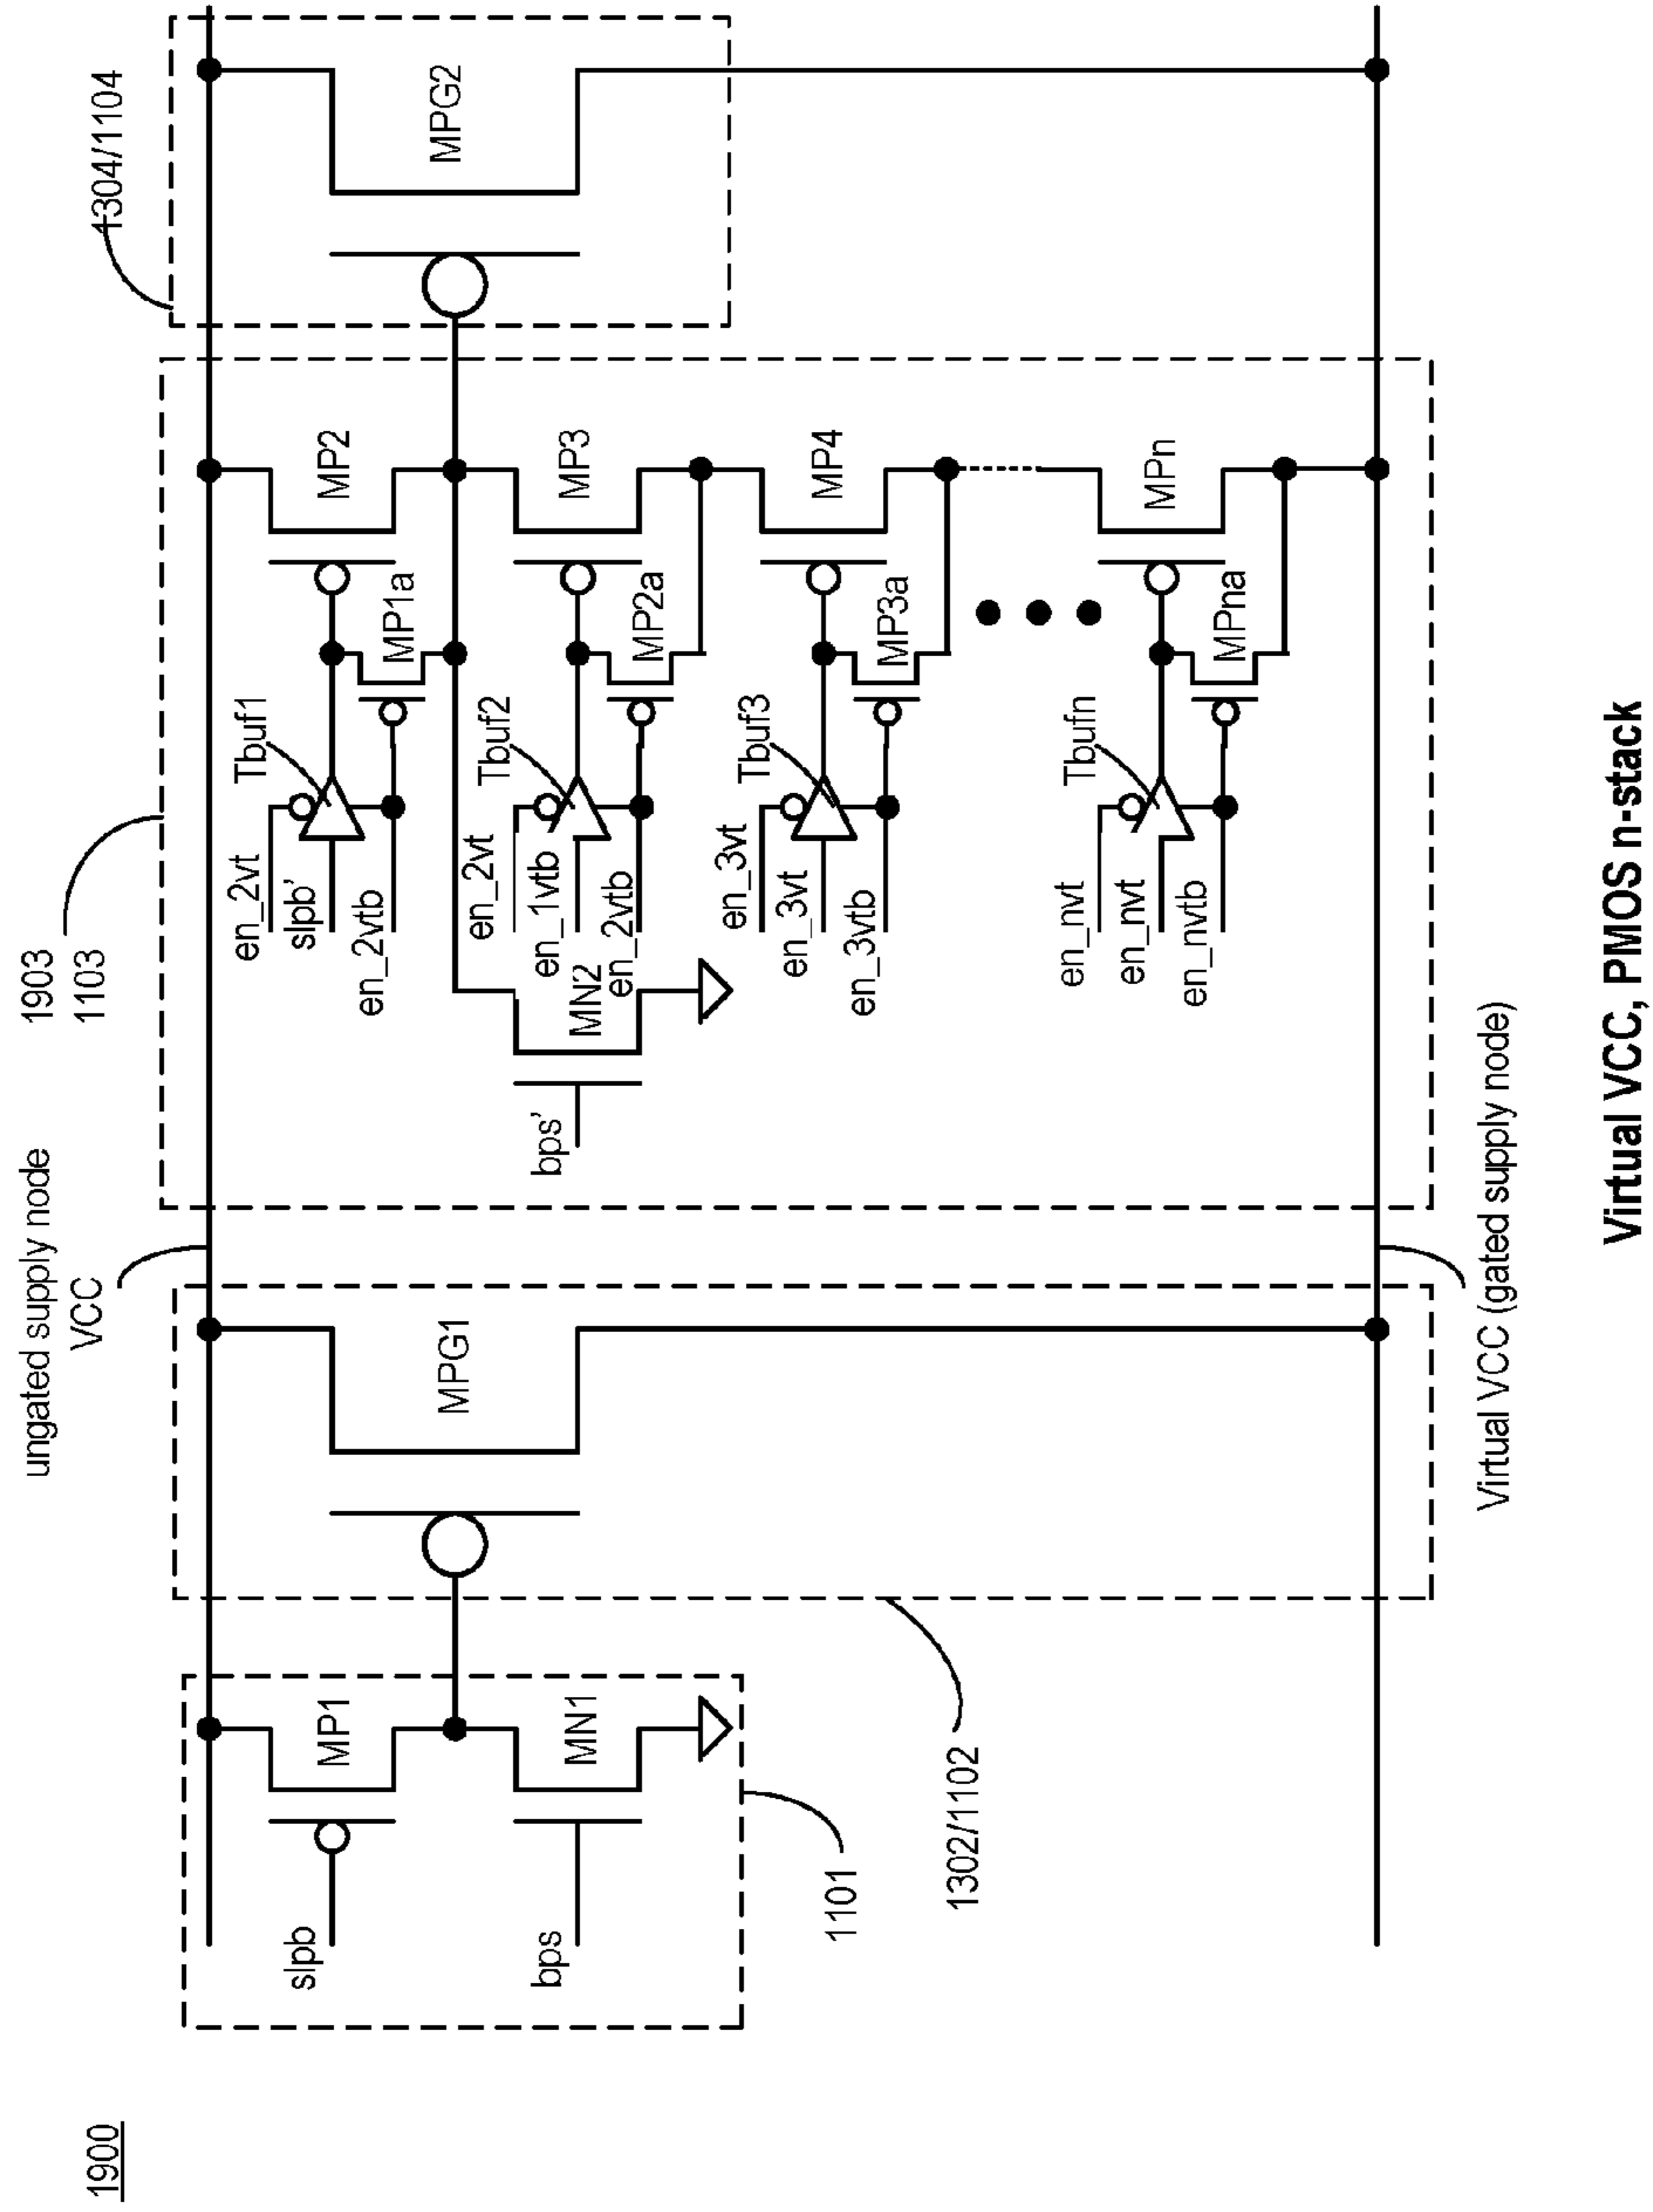 1900
ungated supply node
VCC
1903
1103
1304/1104
slpb
MP1
bps
MN1
1101
1302/1102
MPG1
bps’
MN2
en_2vt
slpb’
en_2vtb
Tbuf1
MP1a
MP2
en_2vt
en_1vtb
en_2vtb
Tbuf2
MP2a
MP3
en_3vt
en_3vt
en_3vtb
Tbuf3
MP3a
MP4
en_nvt
en_nvt
en_nvtb
Tbufn
MPna
MPn
MPG2
Virtual VCC (gated supply node)
Virtual VCC, PMOS n-stack